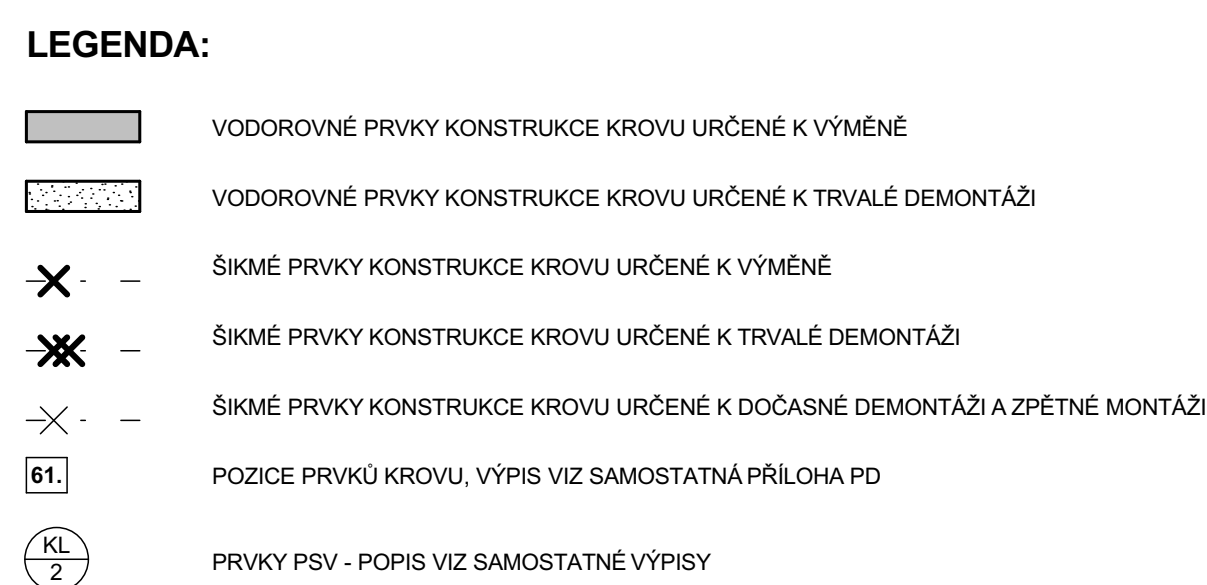 LEGENDA:
VODOROVNÉ PRVKY KONSTRUKCE KROVU URČENÉ K VÝMĚNĚ
VODOROVNÉ PRVKY KONSTRUKCE KROVU URČENÉ K TRVALÉ DEMONTÁŽI
ŠIKMÉ PRVKY KONSTRUKCE KROVU URČENÉ K VÝMĚNĚ
ŠIKMÉ PRVKY KONSTRUKCE KROVU URČENÉ K TRVALÉ DEMONTÁŽI
ŠIKMÉ PRVKY KONSTRUKCE KROVU URČENÉ K DOČASNÉ DEMONTÁŽI A ZPĚTNÉ MONTÁŽI
61. POZICE PRVKŮ KROVU, VÝPIS VIZ SAMOSTATNÁ PŘÍLOHA PD
KL
2
PRVKY PSV - POPIS VIZ SAMOSTATNÉ VÝPISY